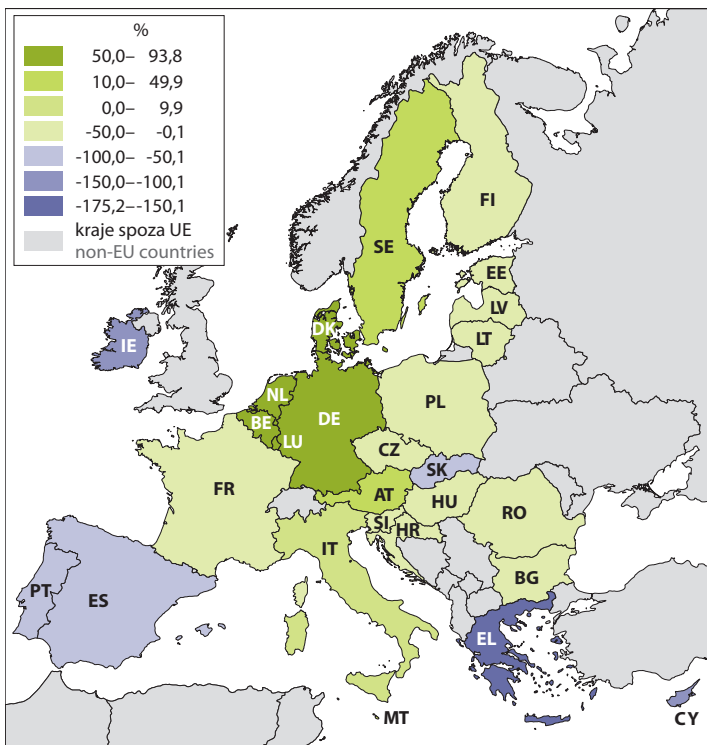 %
50,0– 93,8
10,0– 49,9
0,0– 9,9
-50,0– -0,1
-100,0– -50,1
-150,0–-100,1
-175,2–-150,1
kraje spoza UE
non-EU countries
FI
SE
EE
LV
LT
DK
IE
NL
DE
PL
BE
LU
CZ
SK
FR
AT
HU
RO
SI
HR
IT
BG
PT
ES
EL
MT
CY